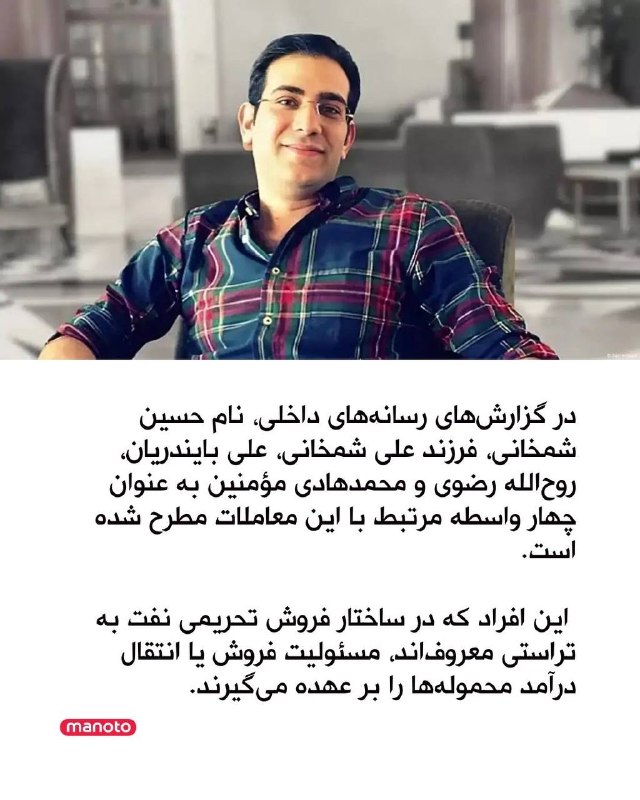 در گزارش‌های رسانه‌های داخلی، نام حسین
شمخانی، فرزند علی شمخانی، علی بایندریان،
روح‌الله رضوی و محمدهادی مؤمنین به عنوان
چهار واسطه مرتبط با این معاملات مطرح شده
است.
این افراد که در ساختار فروش تحریمی نفت به
تراستی معروف‌اند، مسئولیت فروش یا انتقال
درآمد محموله‌ها را بر عهده می‌گیرند.
manoto